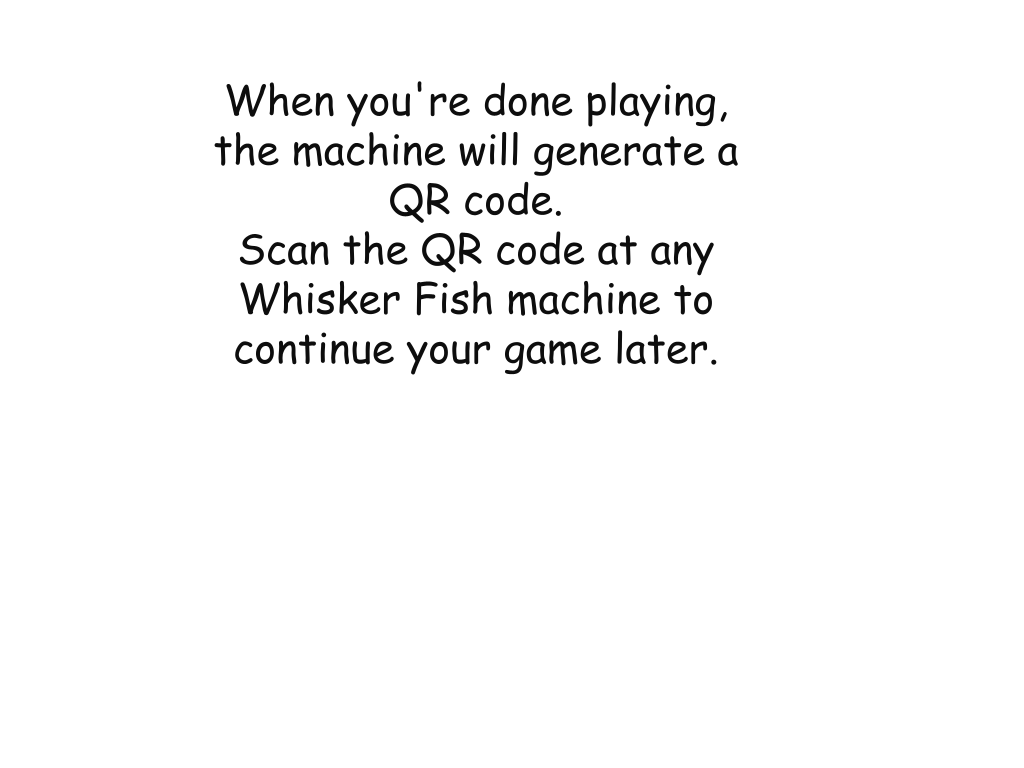 When you're done playing,
the machine will generate a
QR code.
Scan the QR code at any
Whisker Fish machine to
continue your game later.